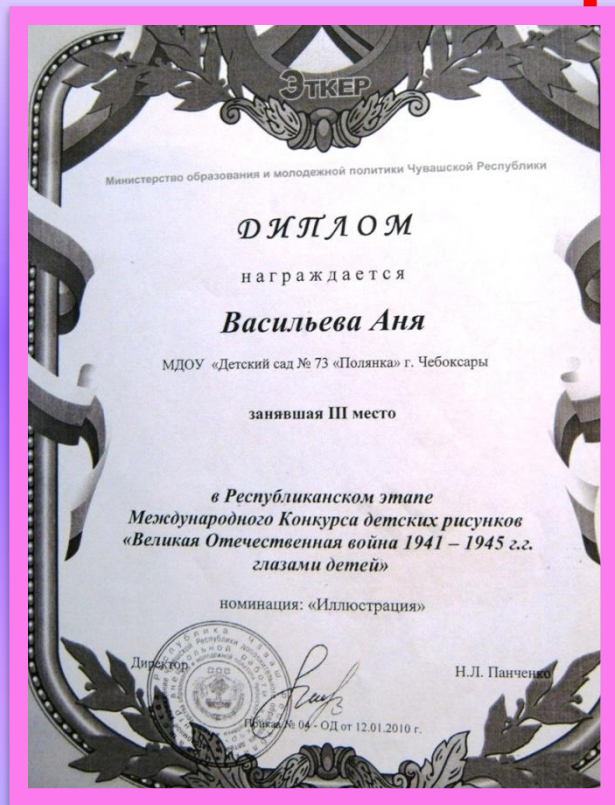 ЭТКЕР
Министерство образования и молодежной политики Чувашской Республики
ДИПЛОМ
награждается
Васильева Аня
МДОУ «Детский сад № 73 «Полянка» г. Чебоксары
занявшая III место
в Республиканском этапе
Международного Конкурса детских рисунков
«Великая Отечественная война 1941 – 1945 г.г.
глазами детей»
номинация: «Иллюстрация»
Директор
Н.Л. Панченко
Приказ № 04 - ОД от 12.01.2010 г.